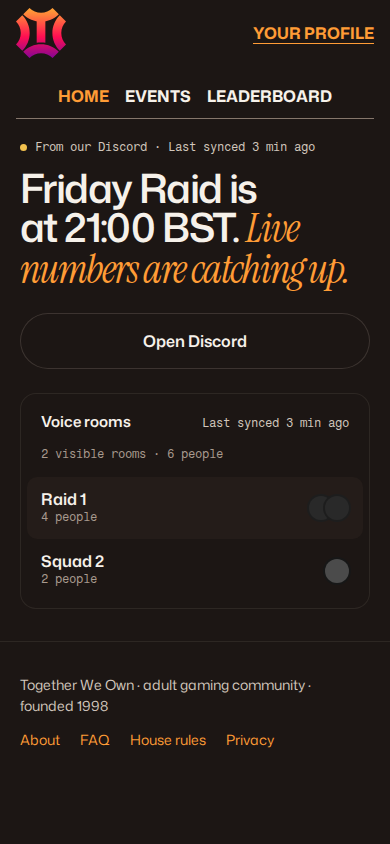 YOUR PROFILE
HOME EVENTS LEADERBOARD
From our Discord · Last synced 3 min ago
Friday Raid is
at 21:00 BST. Live
numbers are catching up.
Open Discord
Voice rooms Last synced 3 min ago
2 visible rooms · 6 people
Raid 1
4 people
Squad 2
2 people
Together We Own · adult gaming community ·
founded 1998
About FAQ House rules Privacy